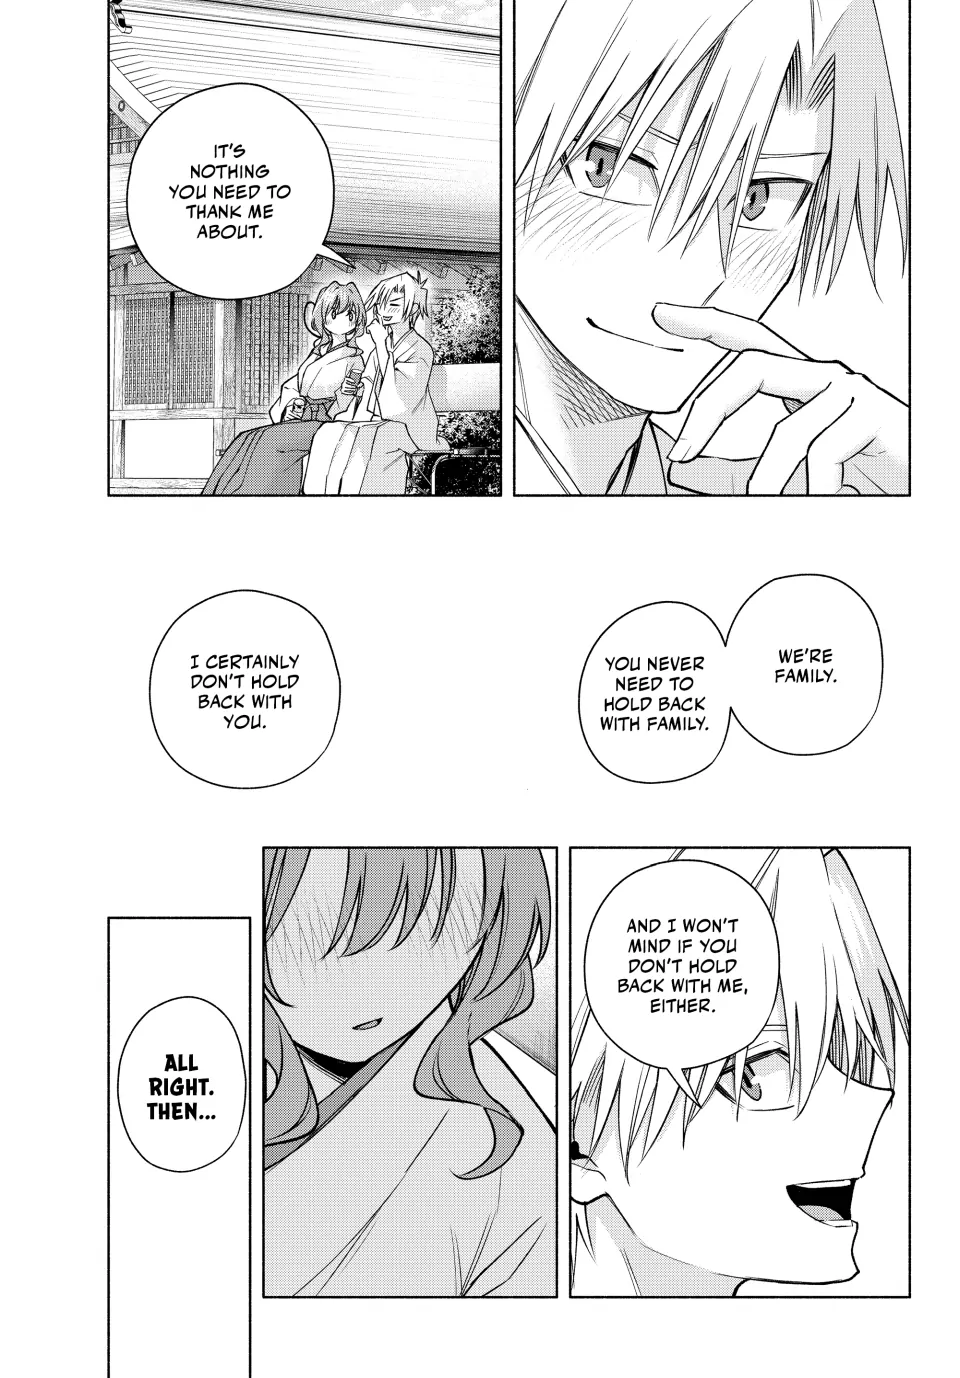 IT'S
NOTHING
YOU NEED TO
THANK ME
ABOUT.
WE'RE
FAMILY.
YOU NEVER
NEED TO
HOLD BACK
WITH FAMILY.
I CERTAINLY
DON'T HOLD
BACK WITH
YOU.
AND I WON'T
MIND IF YOU
DON'T HOLD
BACK WITH ME,
EITHER.
ALL
RIGHT.
THEN...